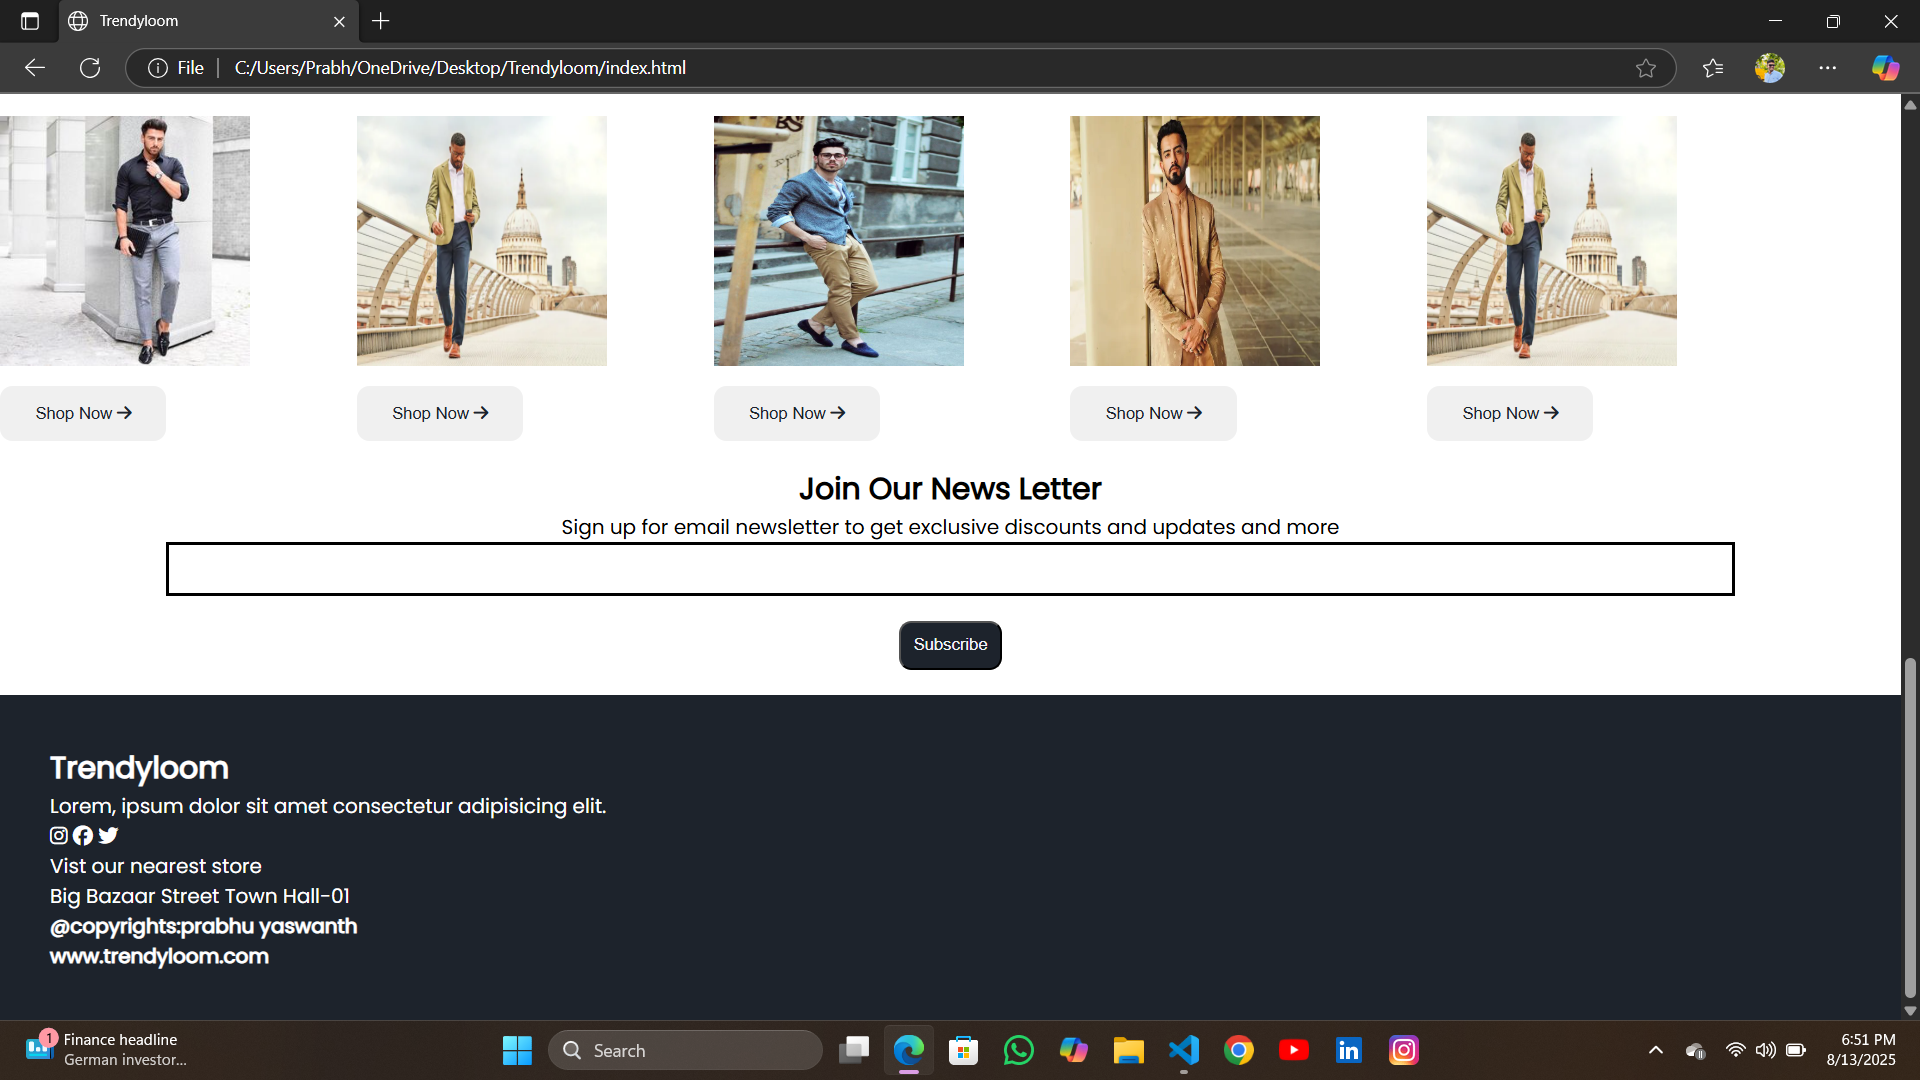 Trendyloom
File
C:/Users/Prabh/OneDrive/Desktop/Trendyloom/index.html
Shop Now Shop Now Shop Now Shop Now Shop Now
Join Our News Letter
Sign up for email newsletter to get exclusive discounts and updates and more
Subscribe
Trendyloom
Lorem, ipsum dolor sit amet consectetur adipisicing elit.
Vist our nearest store
Big Bazaar Street Town Hall-01
@copyrights:prabhu yaswanth
www.trendyloom.com
1
Finance headline
German investor...
Search
6:51 PM
8/13/2025